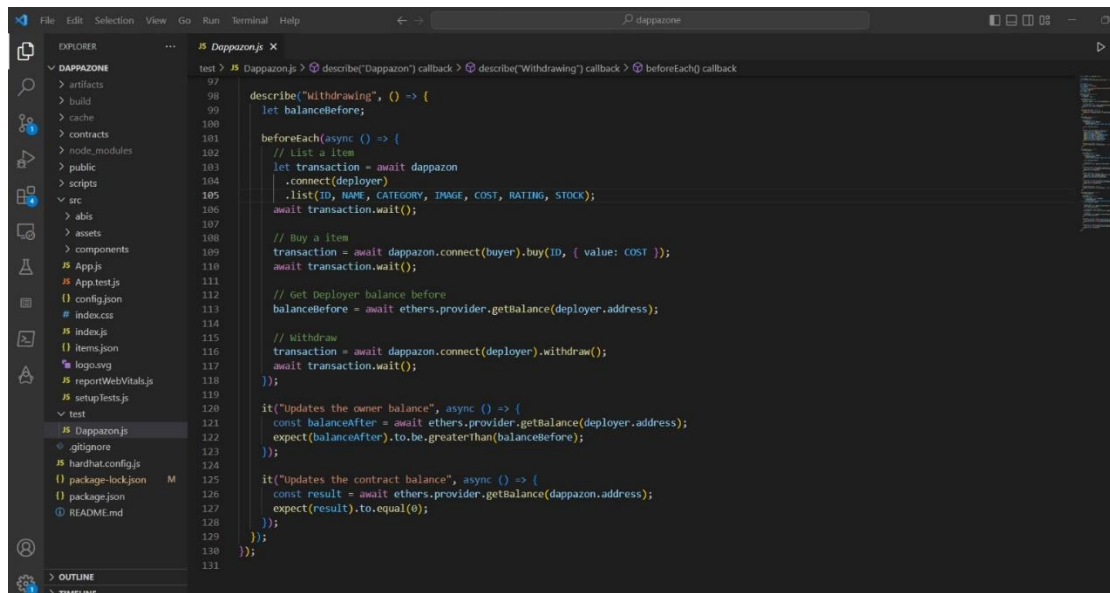 File Edit Selection View Go Run Terminal Help
dappazone
EXPLORER
DAPPAZONE
artifacts
build
cache
contracts
node_modules
public
scripts
src
abis
assets
components
JS App.js
JS App.test.js
{} config.json
# index.css
JS index.js
{} items.json
logo.svg
JS reportWebVitals.js
JS setupTests.js
test
JS Dappazon.js
.gitignore
JS hardhat.config.js
{} package-lock.json M
{} package.json
README.md
OUTLINE
TIMELINE
JS Dappazon.js
test > JS Dappazon.js > describe("Dappazon") callback > describe("Withdrawing") callback > beforeEach() callback
97
98 describe("Withdrawing", () => {
99 let balanceBefore;
100
101 beforeEach(async () => {
102 // List a item
103 let transaction = await dappazon
104 .connect(deployer)
105 .list(ID, NAME, CATEGORY, IMAGE, COST, RATING, STOCK);
106 await transaction.wait();
107
108 // Buy a item
109 transaction = await dappazon.connect(buyer).buy(ID, { value: COST });
110 await transaction.wait();
111
112 // Get Deployer balance before
113 balanceBefore = await ethers.provider.getBalance(deployer.address);
114
115 // Withdraw
116 transaction = await dappazon.connect(deployer).withdraw();
117 await transaction.wait();
118 });
119
120 it("Updates the owner balance", async () => {
121 const balanceAfter = await ethers.provider.getBalance(deployer.address);
122 expect(balanceAfter).to.be.greaterThan(balanceBefore);
123 });
124
125 it("Updates the contract balance", async () => {
126 const result = await ethers.provider.getBalance(dappazon.address);
127 expect(result).to.equal(0);
128 });
129 });
130 });
131